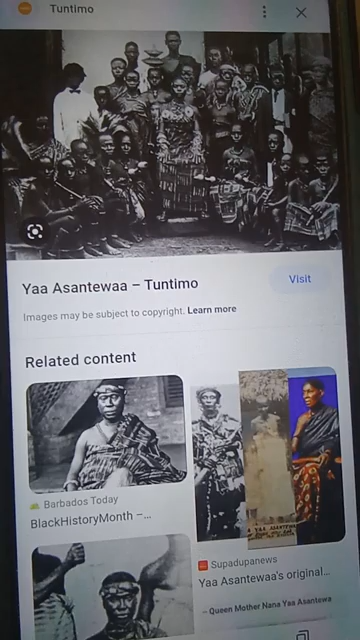 Tuntimo
Yaa Asantewaa – Tuntimo
Visit
Images may be subject to copyright. Learn more
Related content
Barbados Today
BlackHistoryMonth –...
Supadupanews
Yaa Asantewaa's original...
– Queen Mother Nana Yaa Asantewa